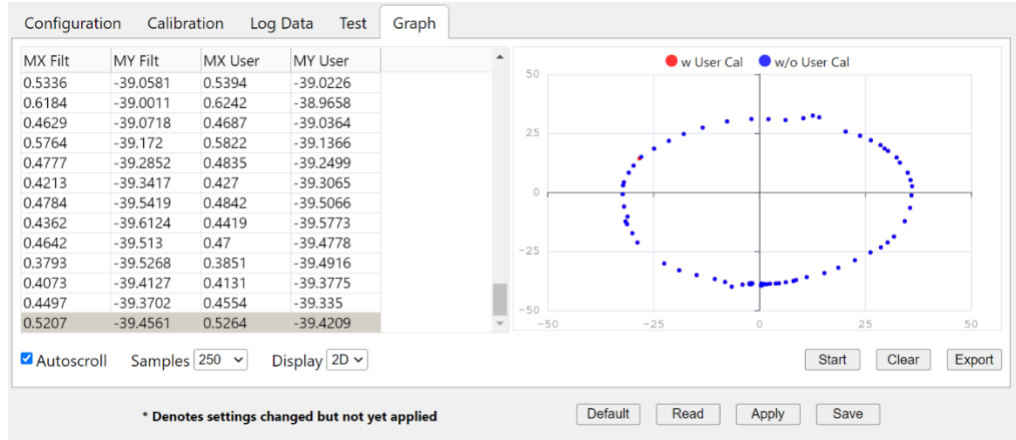 Configuration Calibration Log Data Test Graph
MX Filt MY Filt MX User MY User
0.5336 -39.0581 0.5394 -39.0226
0.6184 -39.0011 0.6242 -38.9658
0.4629 -39.0718 0.4687 -39.0364
0.5764 -39.172 0.5822 -39.1366
0.4777 -39.2852 0.4835 -39.2499
0.4213 -39.3417 0.427 -39.3065
0.4784 -39.5419 0.4842 -39.5066
0.4362 -39.6124 0.4419 -39.5773
0.4642 -39.513 0.47 -39.4778
0.3793 -39.5268 0.3851 -39.4916
0.4073 -39.4127 0.4131 -39.3775
0.4497 -39.3702 0.4554 -39.335
0.5207 -39.4561 0.5264 -39.4209
w User Cal w/o User Cal
50
25
0
-25
-50
-50 -25 0 25 50
Autoscroll Samples 250 Display 2D Start Clear Export
* Denotes settings changed but not yet applied Default Read Apply Save